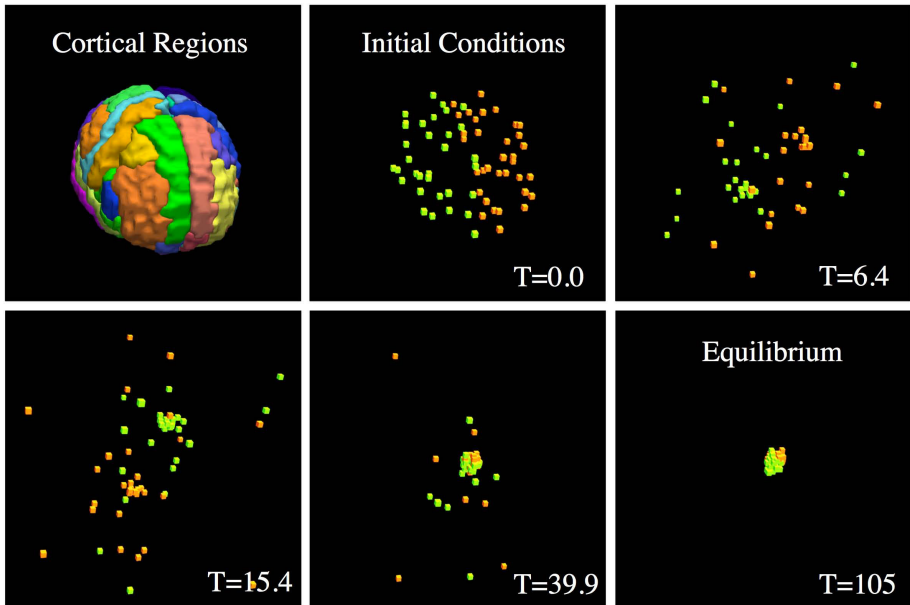 Cortical Regions
Initial Conditions
T=0.0
T=6.4
T=15.4
T=39.9
Equilibrium
T=105